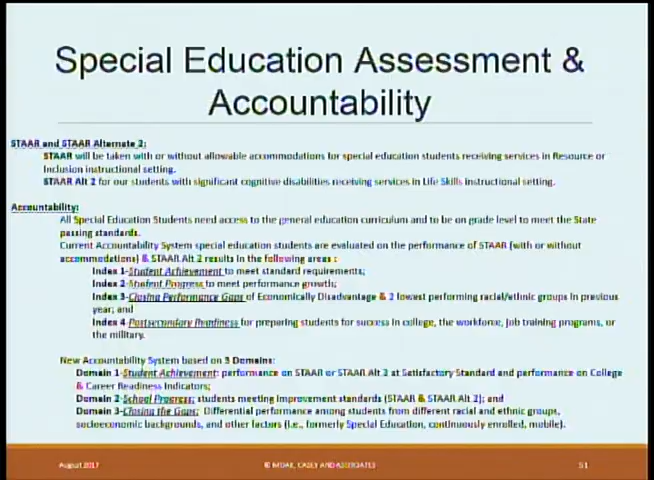 Special Education Assessment &
Accountability
STAAR and STAAR Alternate 2:
STAAR will be taken with or without allowable accommodations for special education students receiving services in Resource or
Inclusion instructional setting.
STAAR Alt 2 for our students with significant cognitive disabilities receiving services in Life Skills instructional setting.
Accountability:
All Special Education Students need access to the general education curriculum and to be on grade level to meet the State
passing standards.
Current Accountability System special education students are evaluated on the performance of STAAR (with or without
accommodations) & STAAR Alt 2 results in the following areas :
Index 1-Student Achievement to meet standard requirements;
Index 2-Student Progress to meet performance growth;
Index 3-Closing Performance Gaps of Economically Disadvantage & 2 lowest performing racial/ethnic groups in previous
year; and
Index 4-Postsecondary Readiness for preparing students for success in college, the workforce, job training programs, or
the military.
New Accountability System based on 3 Domains:
Domain 1-Student Achievement: performance on STAAR or STAAR Alt 2 at Satisfactory Standard and performance on College
& Career Readiness Indicators;
Domain 2-School Progress: students meeting improvement standards (STAAR & STAAR Alt 2); and
Domain 3-Closing the Gaps: Differential performance among students from different racial and ethnic groups,
socioeconomic backgrounds, and other factors (i.e., formerly Special Education, continuously enrolled, mobile).
August 2017
© MOAK, CASEY AND ASSOCIATES
51